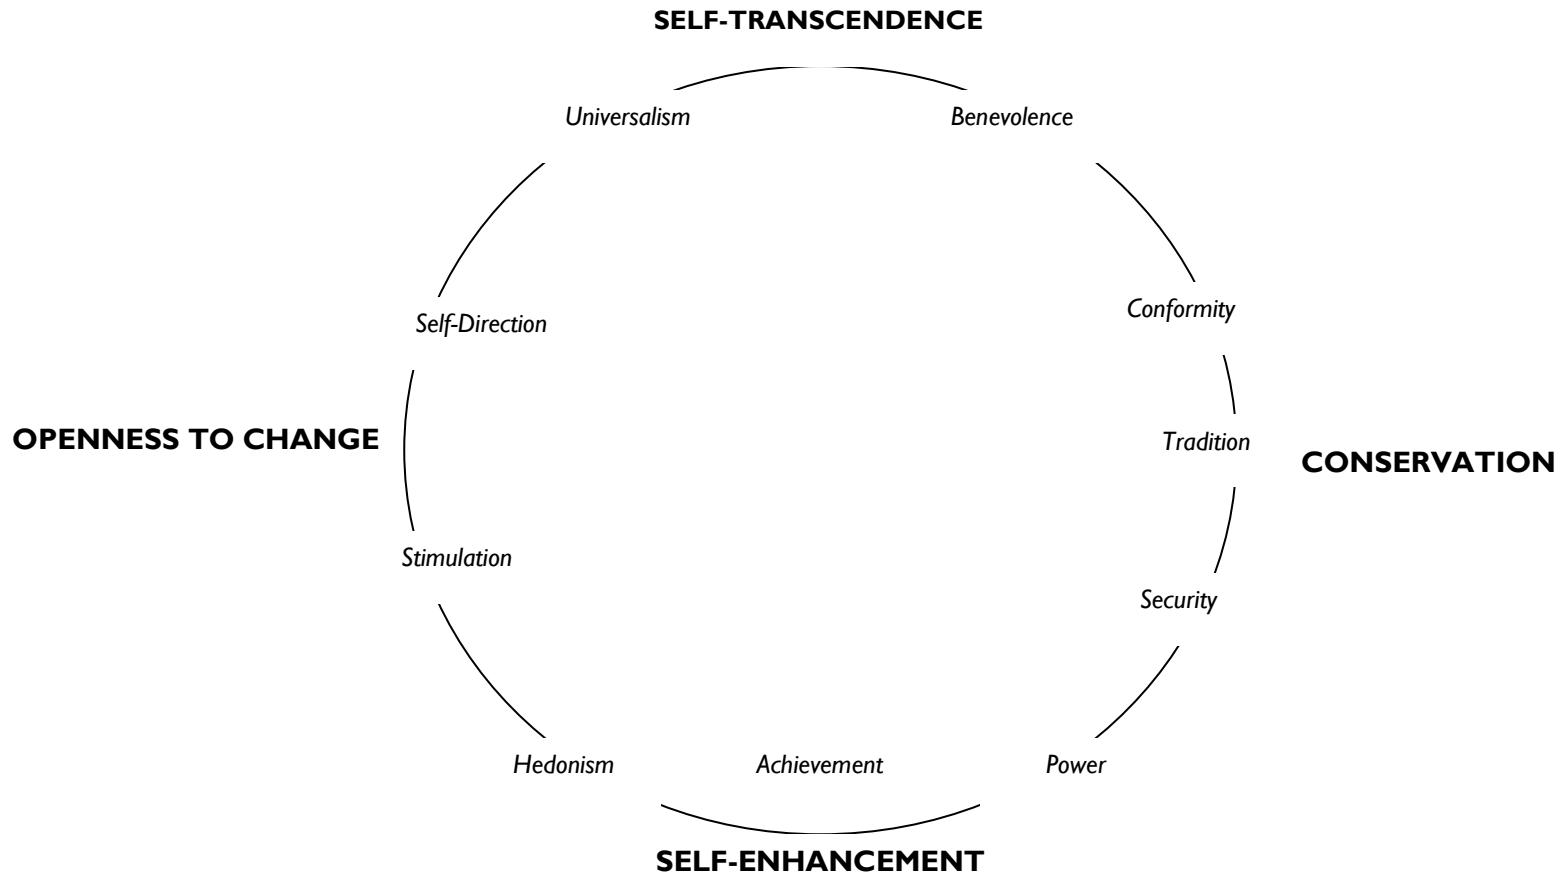 SELF-TRANSCENDENCE
Universalism
Benevolence
Conformity
Self-Direction
OPENNESS TO CHANGE
Tradition
CONSERVATION
Stimulation
Security
Hedonism
Achievement
Power
SELF-ENHANCEMENT